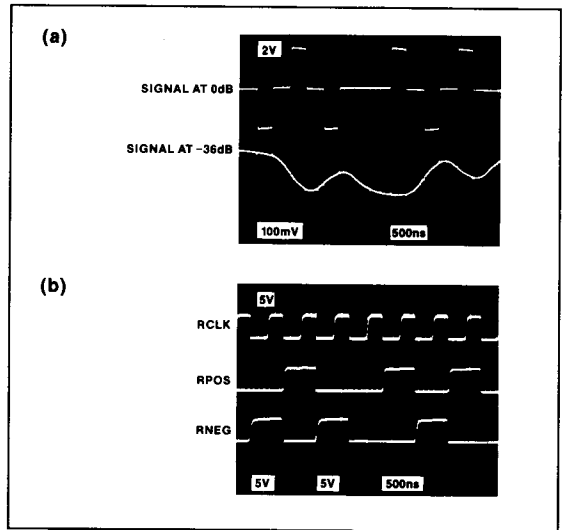 (a)
2V
SIGNAL AT 0dB
SIGNAL AT -36dB
100mV 500ns
(b)
5V
RCLK
RPOS
RNEG
5V 5V 500ns